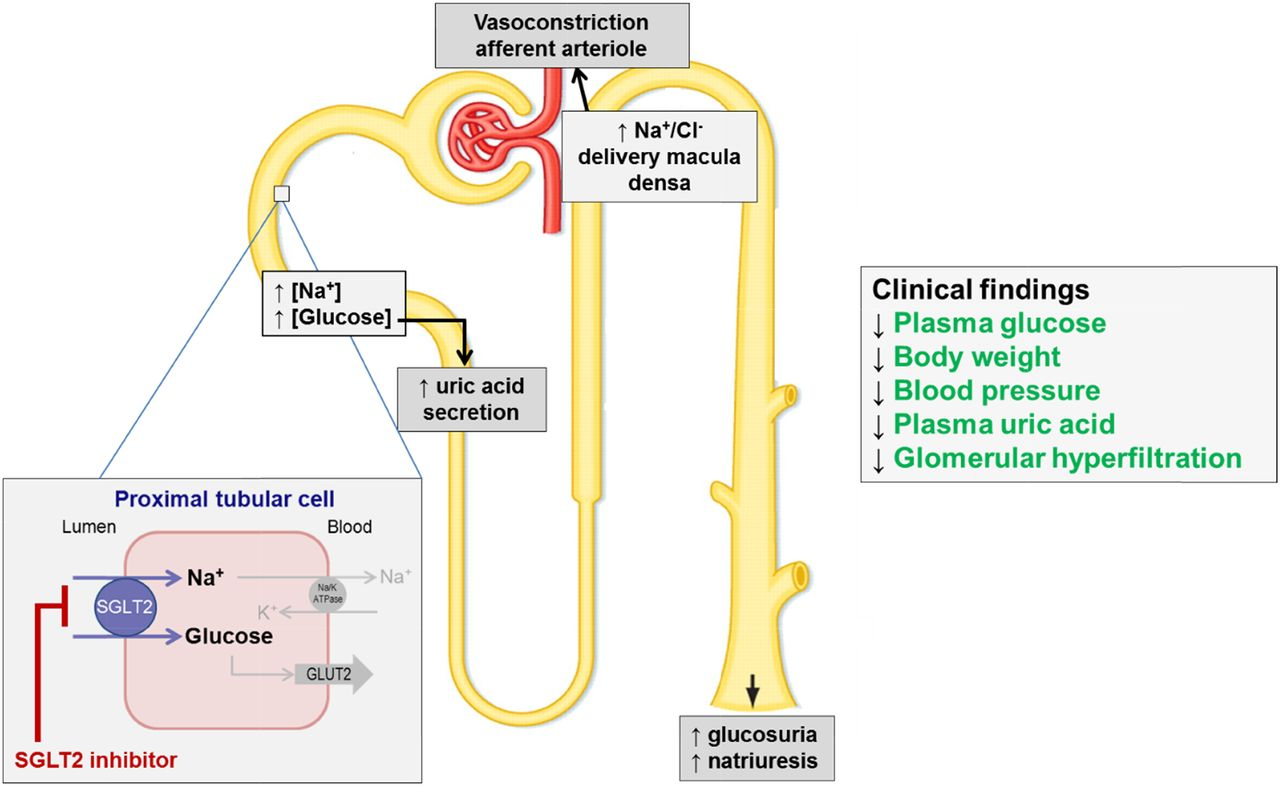 Vasoconstriction
afferent arteriole
↑ Na⁺/Cl⁻
delivery macula
densa
↑ [Na⁺]
↑ [Glucose]
↑ uric acid
secretion
Clinical findings
↓ Plasma glucose
↓ Body weight
↓ Blood pressure
↓ Plasma uric acid
↓ Glomerular hyperfiltration
Proximal tubular cell
Lumen
Blood
Na⁺
Na⁺
Na/K
ATPase
SGLT2
K⁺
Glucose
GLUT2
SGLT2 inhibitor
↑ glucosuria
↑ natriuresis